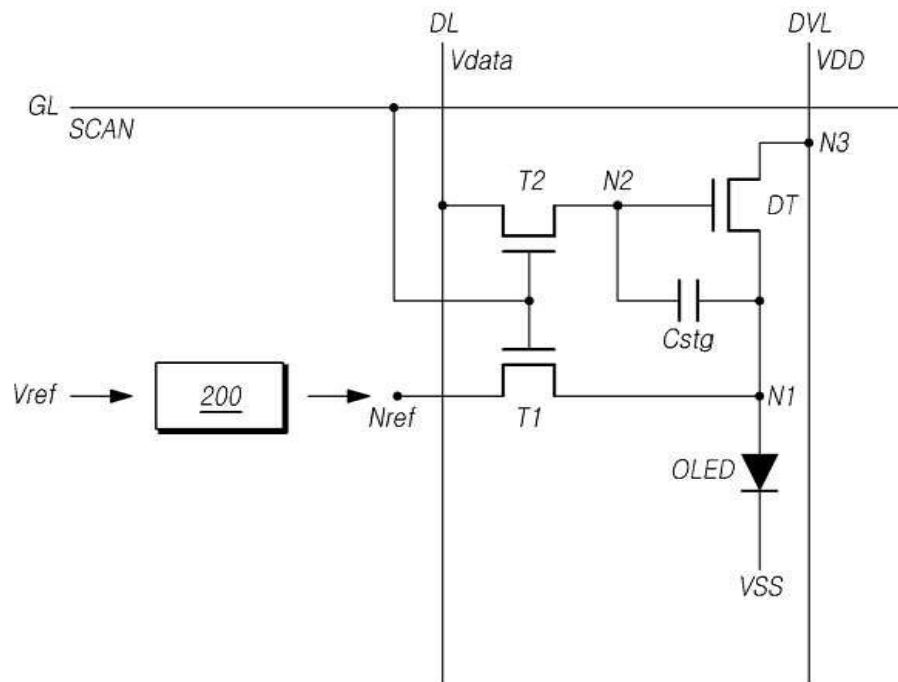 DL
DVL
Vdata
VDD
GL
SCAN
N3
T2
N2
DT
Cstg
Vref
200
Nref
T1
N1
OLED
VSS